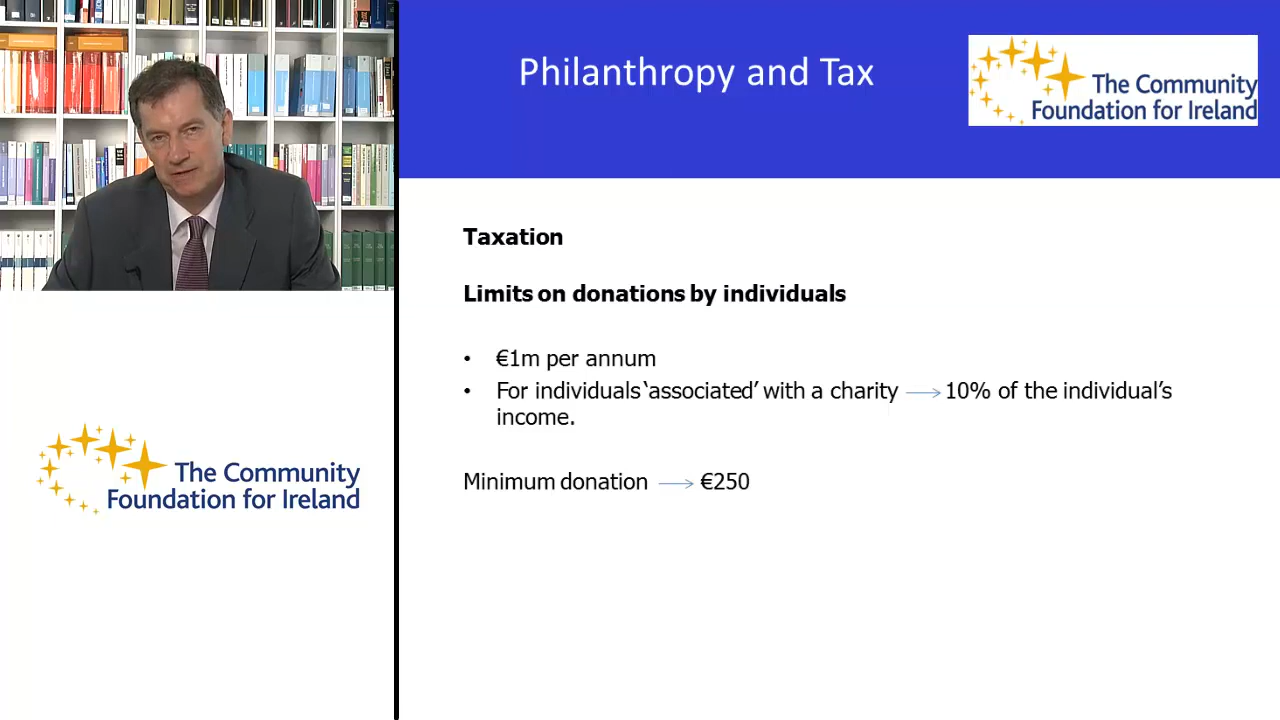 Philanthropy and Tax
The Community
Foundation for Ireland
Taxation
Limits on donations by individuals
• €1m per annum
• For individuals 'associated' with a charity → 10% of the individual's
income.
Minimum donation → €250
The Community
Foundation for Ireland